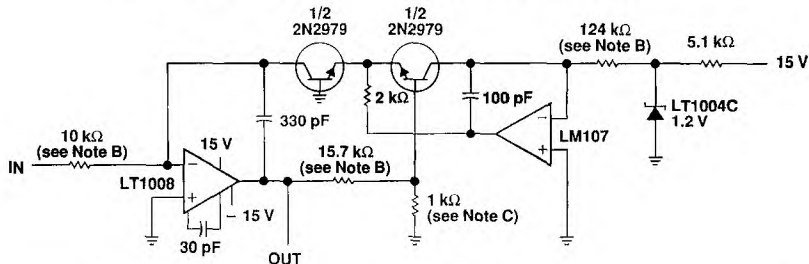 1/2
2N2979
1/2
2N2979
124 kΩ
(see Note B)
5.1 kΩ
15 V
330 pF
2 kΩ
100 pF
LT1004C
1.2 V
10 kΩ
(see Note B)
15 V
15.7 kΩ
(see Note B)
−
+
LM107
IN
−
+
LT1008
− 15 V
1 kΩ
(see Note C)
30 pF
OUT